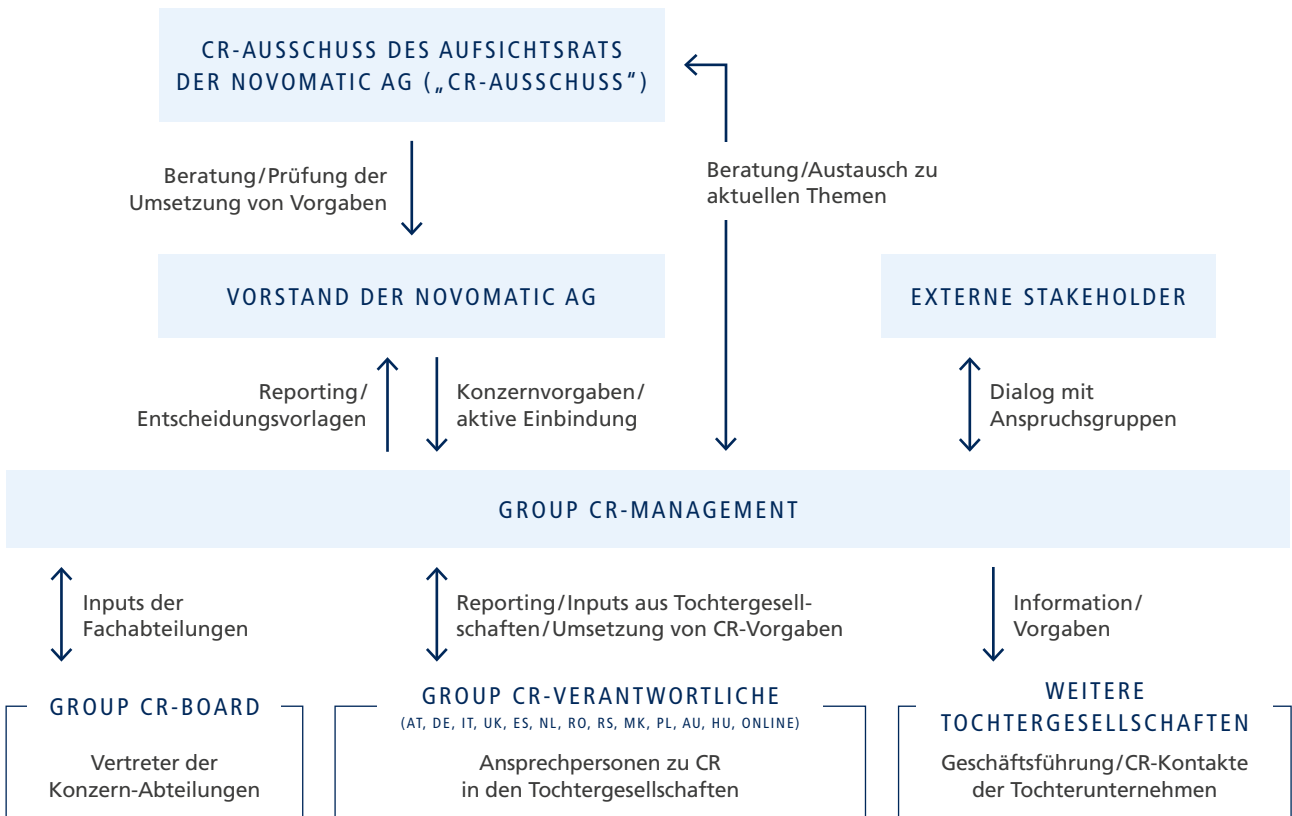 CR-AUSSCHUSS DES AUFSICHTSRATS
DER NOVOMATIC AG („CR-AUSSCHUSS“)
Beratung/Prüfung der
Umsetzung von Vorgaben
Beratung/Austausch zu
aktuellen Themen
VORSTAND DER NOVOMATIC AG
EXTERNE STAKEHOLDER
Reporting/
Entscheidungsvorlagen
Konzernvorgaben/
aktive Einbindung
Dialog mit
Anspruchsgruppen
GROUP CR-MANAGEMENT
Inputs der
Fachabteilungen
Reporting/Inputs aus Tochtergesell-
schaften/Umsetzung von CR-Vorgaben
Information/
Vorgaben
GROUP CR-BOARD
Vertreter der
Konzern-Abteilungen
GROUP CR-VERANTWORTLICHE
(AT, DE, IT, UK, ES, NL, RO, RS, MK, PL, AU, HU, ONLINE)
Ansprechpersonen zu CR
in den Tochtergesellschaften
WEITERE
TOCHTERGESELLSCHAFTEN
Geschäftsführung/CR-Kontakte
der Tochterunternehmen